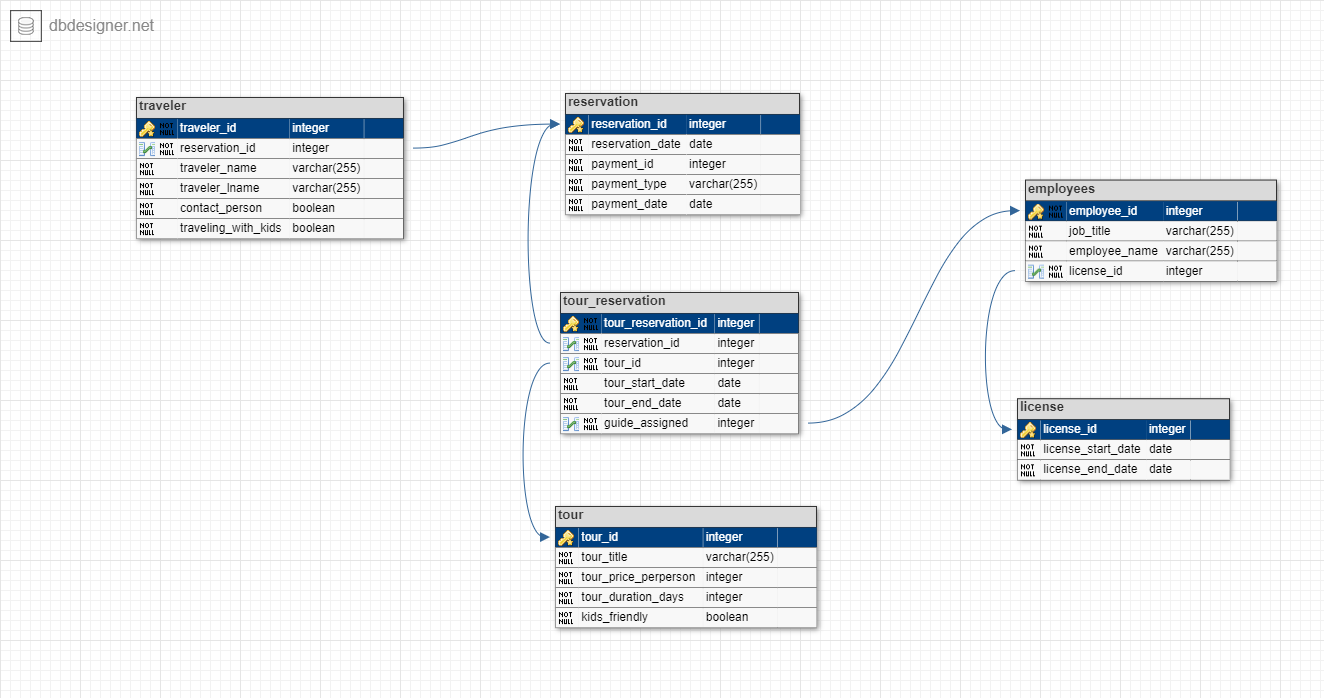 dbdesigner.net
traveler
NOT NULL traveler_id integer
NOT NULL reservation_id integer
NOT NULL traveler_name varchar(255)
NOT NULL traveler_lname varchar(255)
NOT NULL contact_person boolean
NOT NULL traveling_with_kids boolean
reservation
reservation_id integer
NOT NULL reservation_date date
NOT NULL payment_id integer
NOT NULL payment_type varchar(255)
NOT NULL payment_date date
employees
NOT NULL employee_id integer
NOT NULL job_title varchar(255)
NOT NULL employee_name varchar(255)
NOT NULL license_id integer
tour_reservation
NOT NULL tour_reservation_id integer
NOT NULL reservation_id integer
NOT NULL tour_id integer
NOT NULL tour_start_date date
NOT NULL tour_end_date date
NOT NULL guide_assigned integer
license
license_id integer
NOT NULL license_start_date date
NOT NULL license_end_date date
tour
tour_id integer
NOT NULL tour_title varchar(255)
NOT NULL tour_price_perperson integer
NOT NULL tour_duration_days integer
NOT NULL kids_friendly boolean